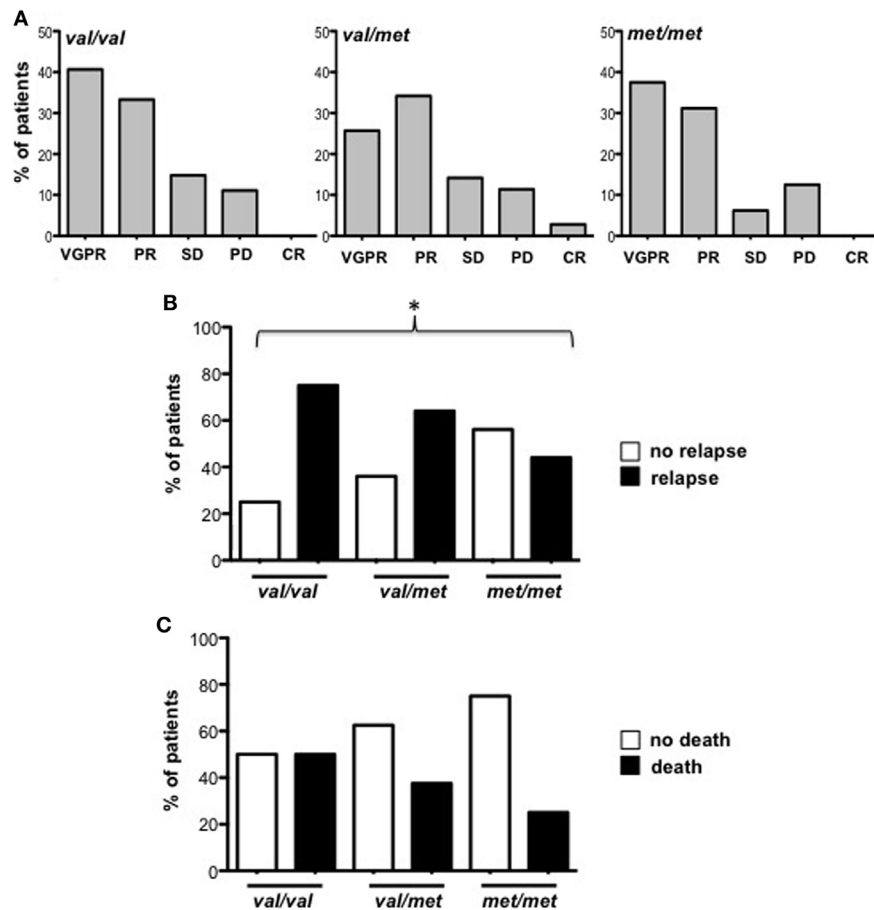 A
val/val
val/met
met/met
% of patients
50
40
30
20
10
0
VGPR PR SD PD CR
50
40
30
20
10
0
VGPR PR SD PD CR
50
40
30
20
10
0
VGPR PR SD PD CR
B
*
% of patients
100
80
60
40
20
0
val/val val/met met/met
no relapse
relapse
C
% of patients
100
80
60
40
20
0
val/val val/met met/met
no death
death